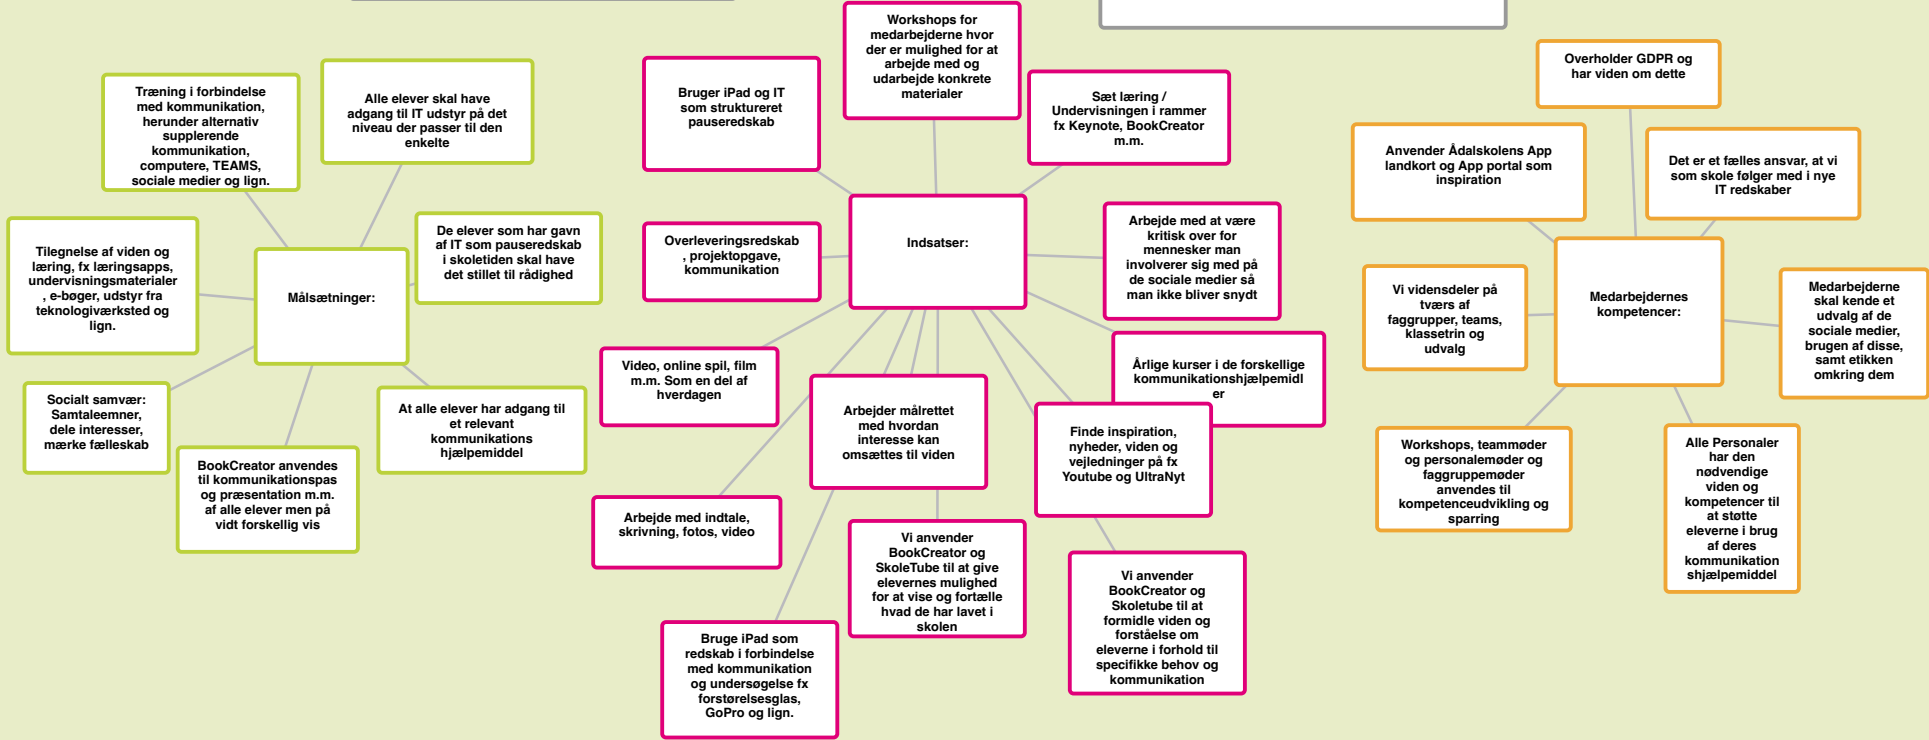 Målsætninger:
Træning i forbindelse
med kommunikation,
herunder alternativ
supplerende
kommunikation,
computere, TEAMS,
sociale medier og lign.
Alle elever skal have
adgang til IT udstyr på det
niveau der passer til den
enkelte
De elever som har gavn
af IT som pauseredskab
i skoletiden skal have
det stillet til rådighed
Tilegnelse af viden og
læring, fx læringsapps,
undervisningsmaterialer
, e-bøger, udstyr fra
teknologiværksted og
lign.
Socialt samvær:
Samtaleemner,
dele interesser,
mærke fælleskab
BookCreator anvendes
til kommunikationspas
og præsentation m.m.
af alle elever men på
vidt forskellig vis
At alle elever har adgang til
et relevant
kommunikations
hjælpemiddel
Indsatser:
Bruger iPad og IT
som struktureret
pauseredskab
Workshops for
medarbejderne hvor
der er mulighed for at
arbejde med og
udarbejde konkrete
materialer
Sæt læring /
Undervisningen i rammer
fx Keynote, BookCreator
m.m.
Overleveringsredskab
, projektopgave,
kommunikation
Arbejde med at være
kritisk over for
mennesker man
involverer sig med på
de sociale medier så
man ikke bliver snydt
Video, online spil, film
m.m. Som en del af
hverdagen
Arbejder målrettet
med hvordan
interesse kan
omsættes til viden
Årlige kurser i de forskellige
kommunikationshjælpemidl
er
Finde inspiration,
nyheder, viden og
vejledninger på fx
Youtube og UltraNyt
Arbejde med indtale,
skrivning, fotos, video
Vi anvender
BookCreator og
SkoleTube til at give
elevernes mulighed
for at vise og fortælle
hvad de har lavet i
skolen
Bruge iPad som
redskab i forbindelse
med kommunikation
og undersøgelse fx
forstørelsesglas,
GoPro og lign.
Vi anvender
BookCreator og
Skoletube til at
formidle viden og
forståelse om
eleverne i forhold til
specifikke behov og
kommunikation
Medarbejdernes
kompetencer:
Overholder GDPR og
har viden om dette
Anvender Ådalskolens App
landkort og App portal som
inspiration
Det er et fælles ansvar, at vi
som skole følger med i nye
IT redskaber
Vi vidensdeler på
tværs af
faggrupper, teams,
klassetrin og
udvalg
Medarbejderne
skal kende et
udvalg af de
sociale medier,
brugen af disse,
samt etikken
omkring dem
Workshops, teammøder
og personalemøder og
faggruppemøder
anvendes til
kompetenceudvikling og
sparring
Alle Personaler
har den
nødvendige
viden og
kompetencer til
at støtte
eleverne i brug
af deres
kommunikation
shjælpemiddel